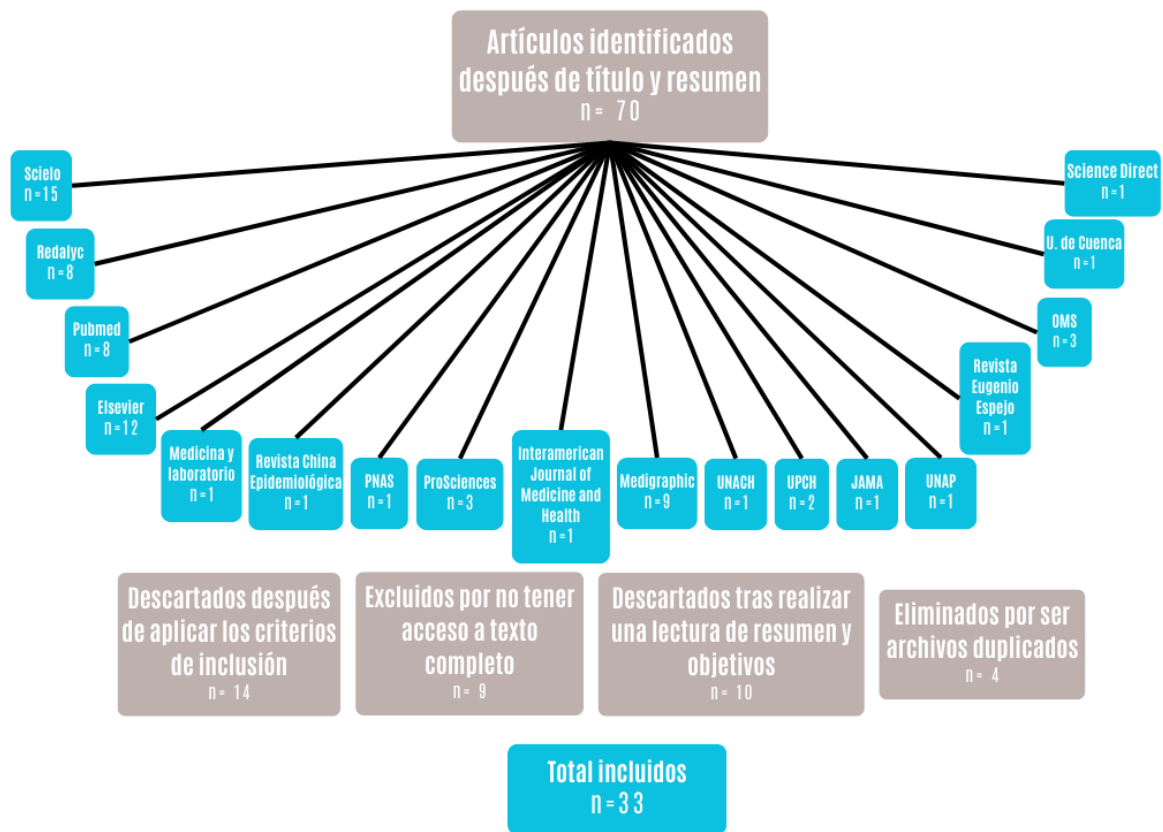 Artículos identificados
después de título y resumen
n= 70
Scielo
n=15
Redalyc
n=8
Pubmed
n=8
Elsevier
n=12
Medicina y
laboratorio
n=1
Revista China
Epidemiológica
n=1
PNAS
n=1
ProSciences
n=3
Interamerican
Journal of
Medicine and
Health
n=1
Medigraphic
n=9
UNACH
n=1
UPCH
n=2
JAMA
n=1
UNAP
n=1
Revista
Eugenio
Espejo
n=1
OMS
n=3
U. de Cuenca
n=1
Science Direct
n=1
Descartados después
de aplicar los criterios
de inclusión
n= 14
Excluidos por no tener
acceso a texto
completo
n= 9
Descartados tras realizar
una lectura de resumen y
objetivos
n= 10
Eliminados por ser
archivos duplicados
n= 4
Total incluidos
n=33